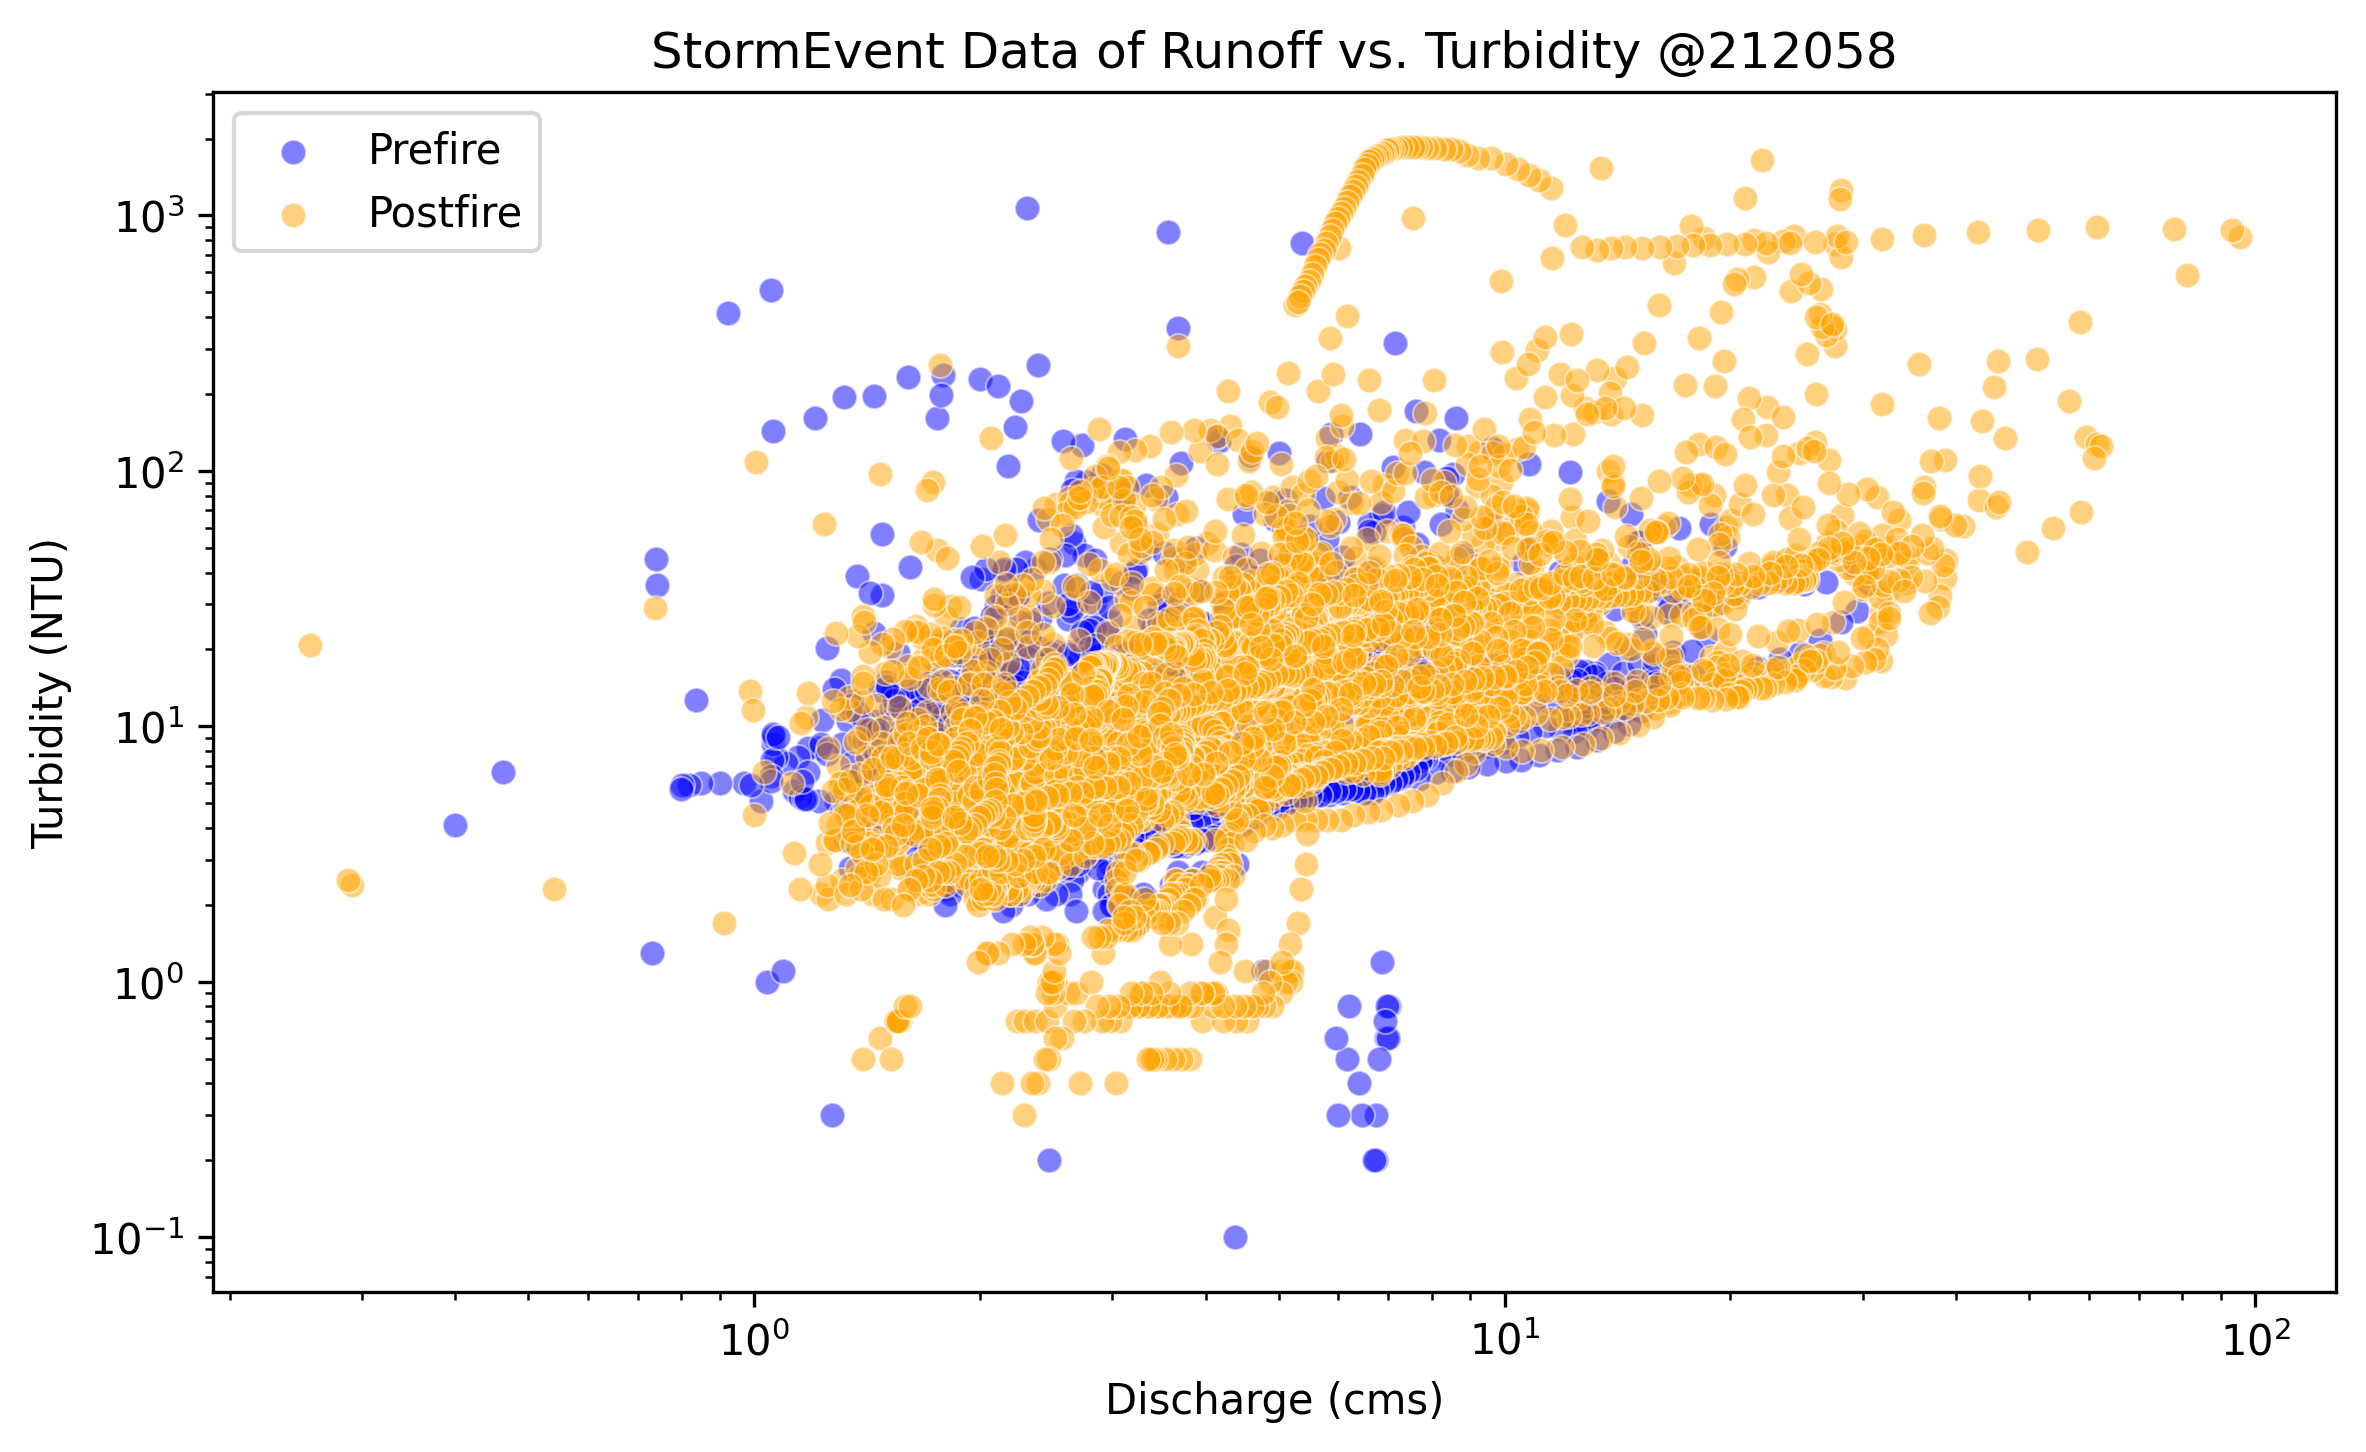 StormEvent Data of Runoff vs. Turbidity @212058
Prefire
Postfire
Turbidity (NTU)
10³
10²
10¹
10⁰
10⁻¹
10⁰ 10¹ 10²
Discharge (cms)